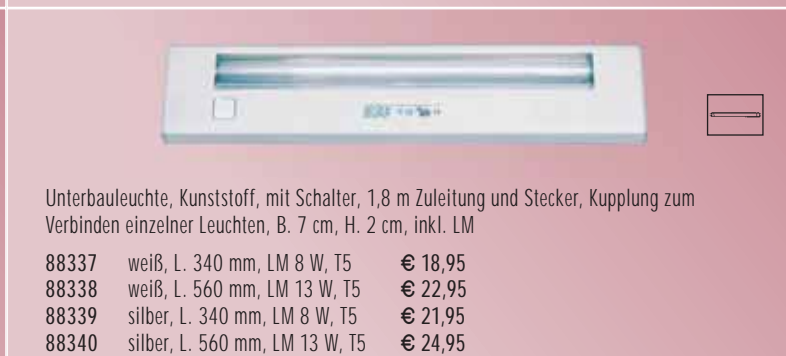 Unterbauleuchte, Kunststoff, mit Schalter, 1,8 m Zuleitung und Stecker, Kupplung zum
Verbinden einzelner Leuchten, B. 7 cm, H. 2 cm, inkl. LM
88337 weiß, L. 340 mm, LM 8 W, T5 € 18,95
88338 weiß, L. 560 mm, LM 13 W, T5 € 22,95
88339 silber, L. 340 mm, LM 8 W, T5 € 21,95
88340 silber, L. 560 mm, LM 13 W, T5 € 24,95